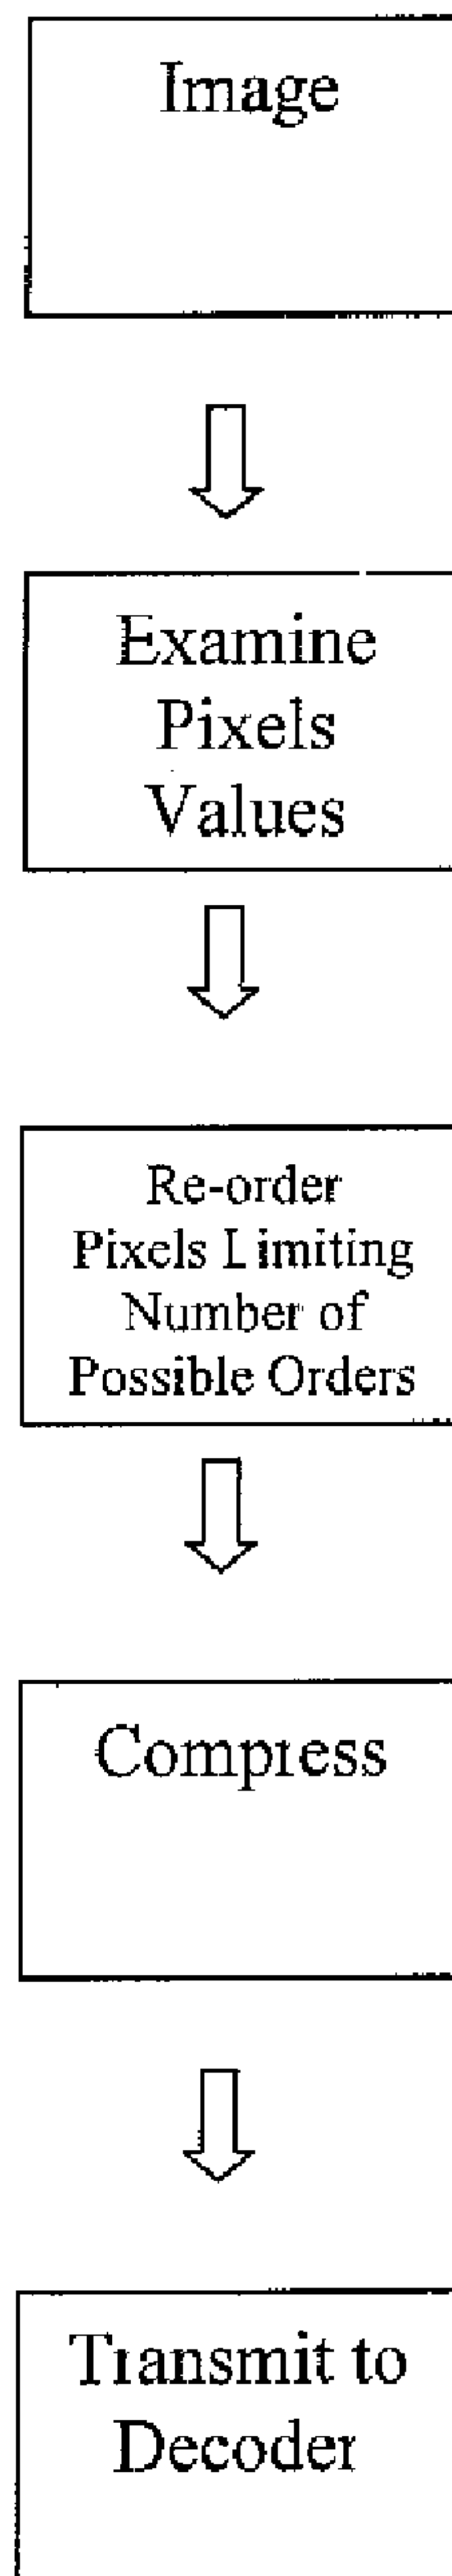 Image
Examine
Pixels
Values
Re-order
Pixels Limiting
Number of
Possible Orders
Compress
Transmit to
Decoder